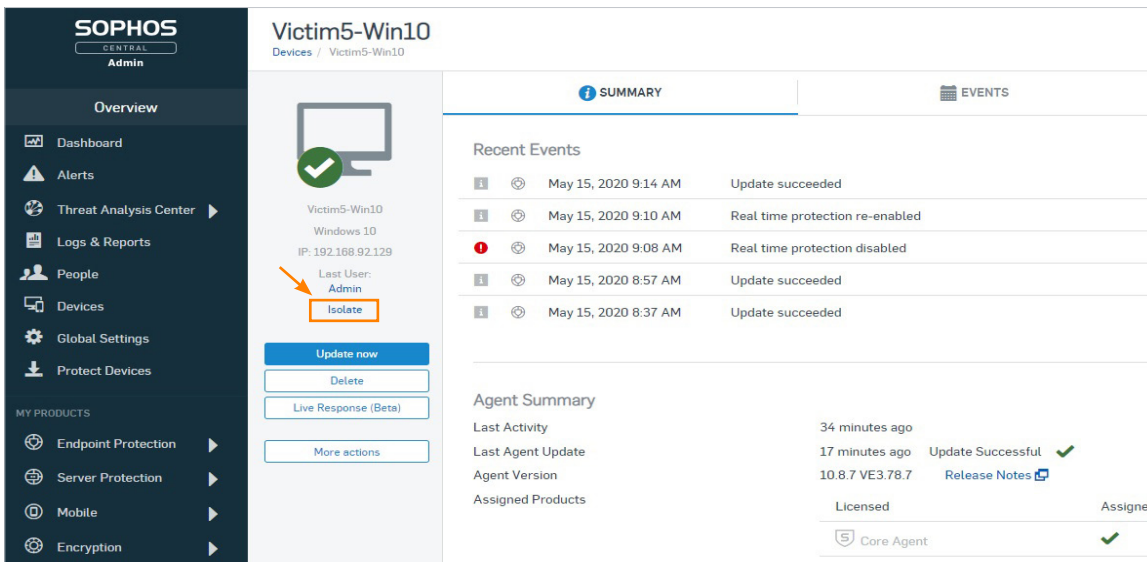 SOPHOS
CENTRAL
Admin
Overview
Dashboard
Alerts
Threat Analysis Center
Logs & Reports
People
Devices
Global Settings
Protect Devices
MY PRODUCTS
Endpoint Protection
Server Protection
Mobile
Encryption
Victim5-Win10
Devices / Victim5-Win10
Victim5-Win10
Windows 10
IP: 192.168.92.129
Last User:
Admin
Isolate
Update now
Delete
Live Response (Beta)
More actions
SUMMARY EVENTS
Recent Events
May 15, 2020 9:14 AM Update succeeded
May 15, 2020 9:10 AM Real time protection re-enabled
May 15, 2020 9:08 AM Real time protection disabled
May 15, 2020 8:57 AM Update succeeded
May 15, 2020 8:37 AM Update succeeded
Agent Summary
Last Activity 34 minutes ago
Last Agent Update 17 minutes ago Update Successful
Agent Version 10.8.7 VE3.78.7 Release Notes
Assigned Products
Licensed Assigne
Core Agent